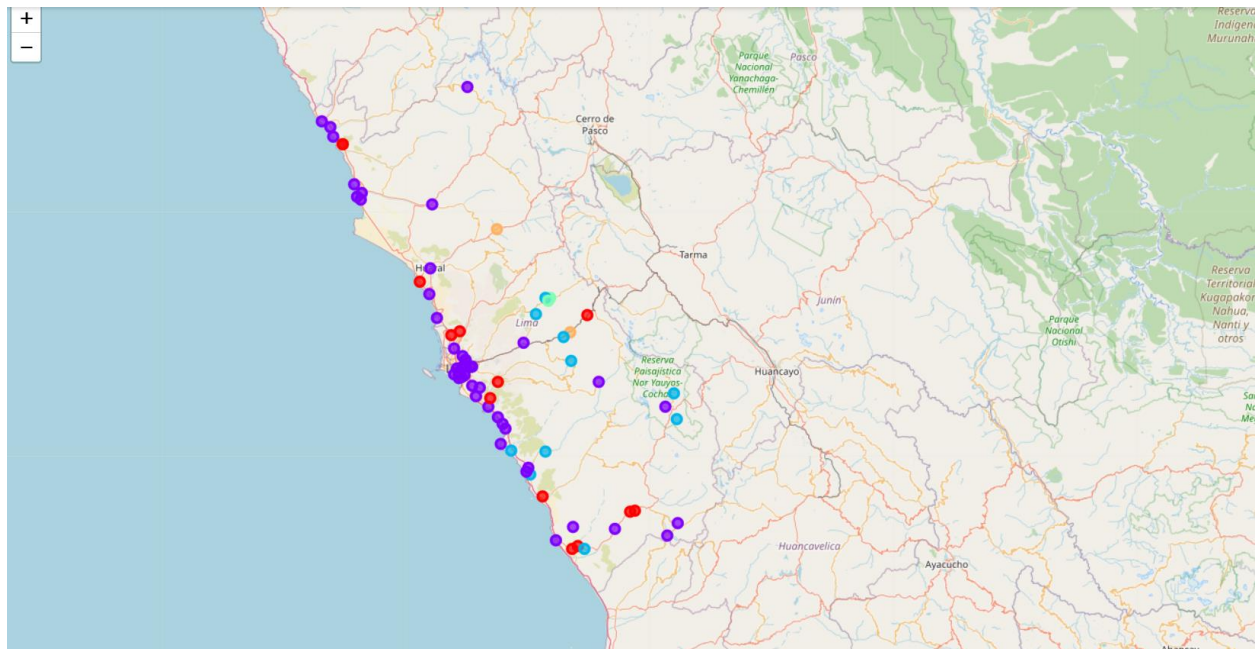 +
−
Reserva
Indígena
Murunahua
Parque
Nacional
Yanachaga-
Chemillén
Pasco
Cerro de
Pasco
Tarma
Junín
Reserva
Territorial
Kugapakori,
Nahua,
Nanti y
otros
Parque
Nacional
Otishi
Lima
Reserva
Paisajística
Nor Yauyos-
Cocha
Huancayo
Huancavelica
Ayacucho